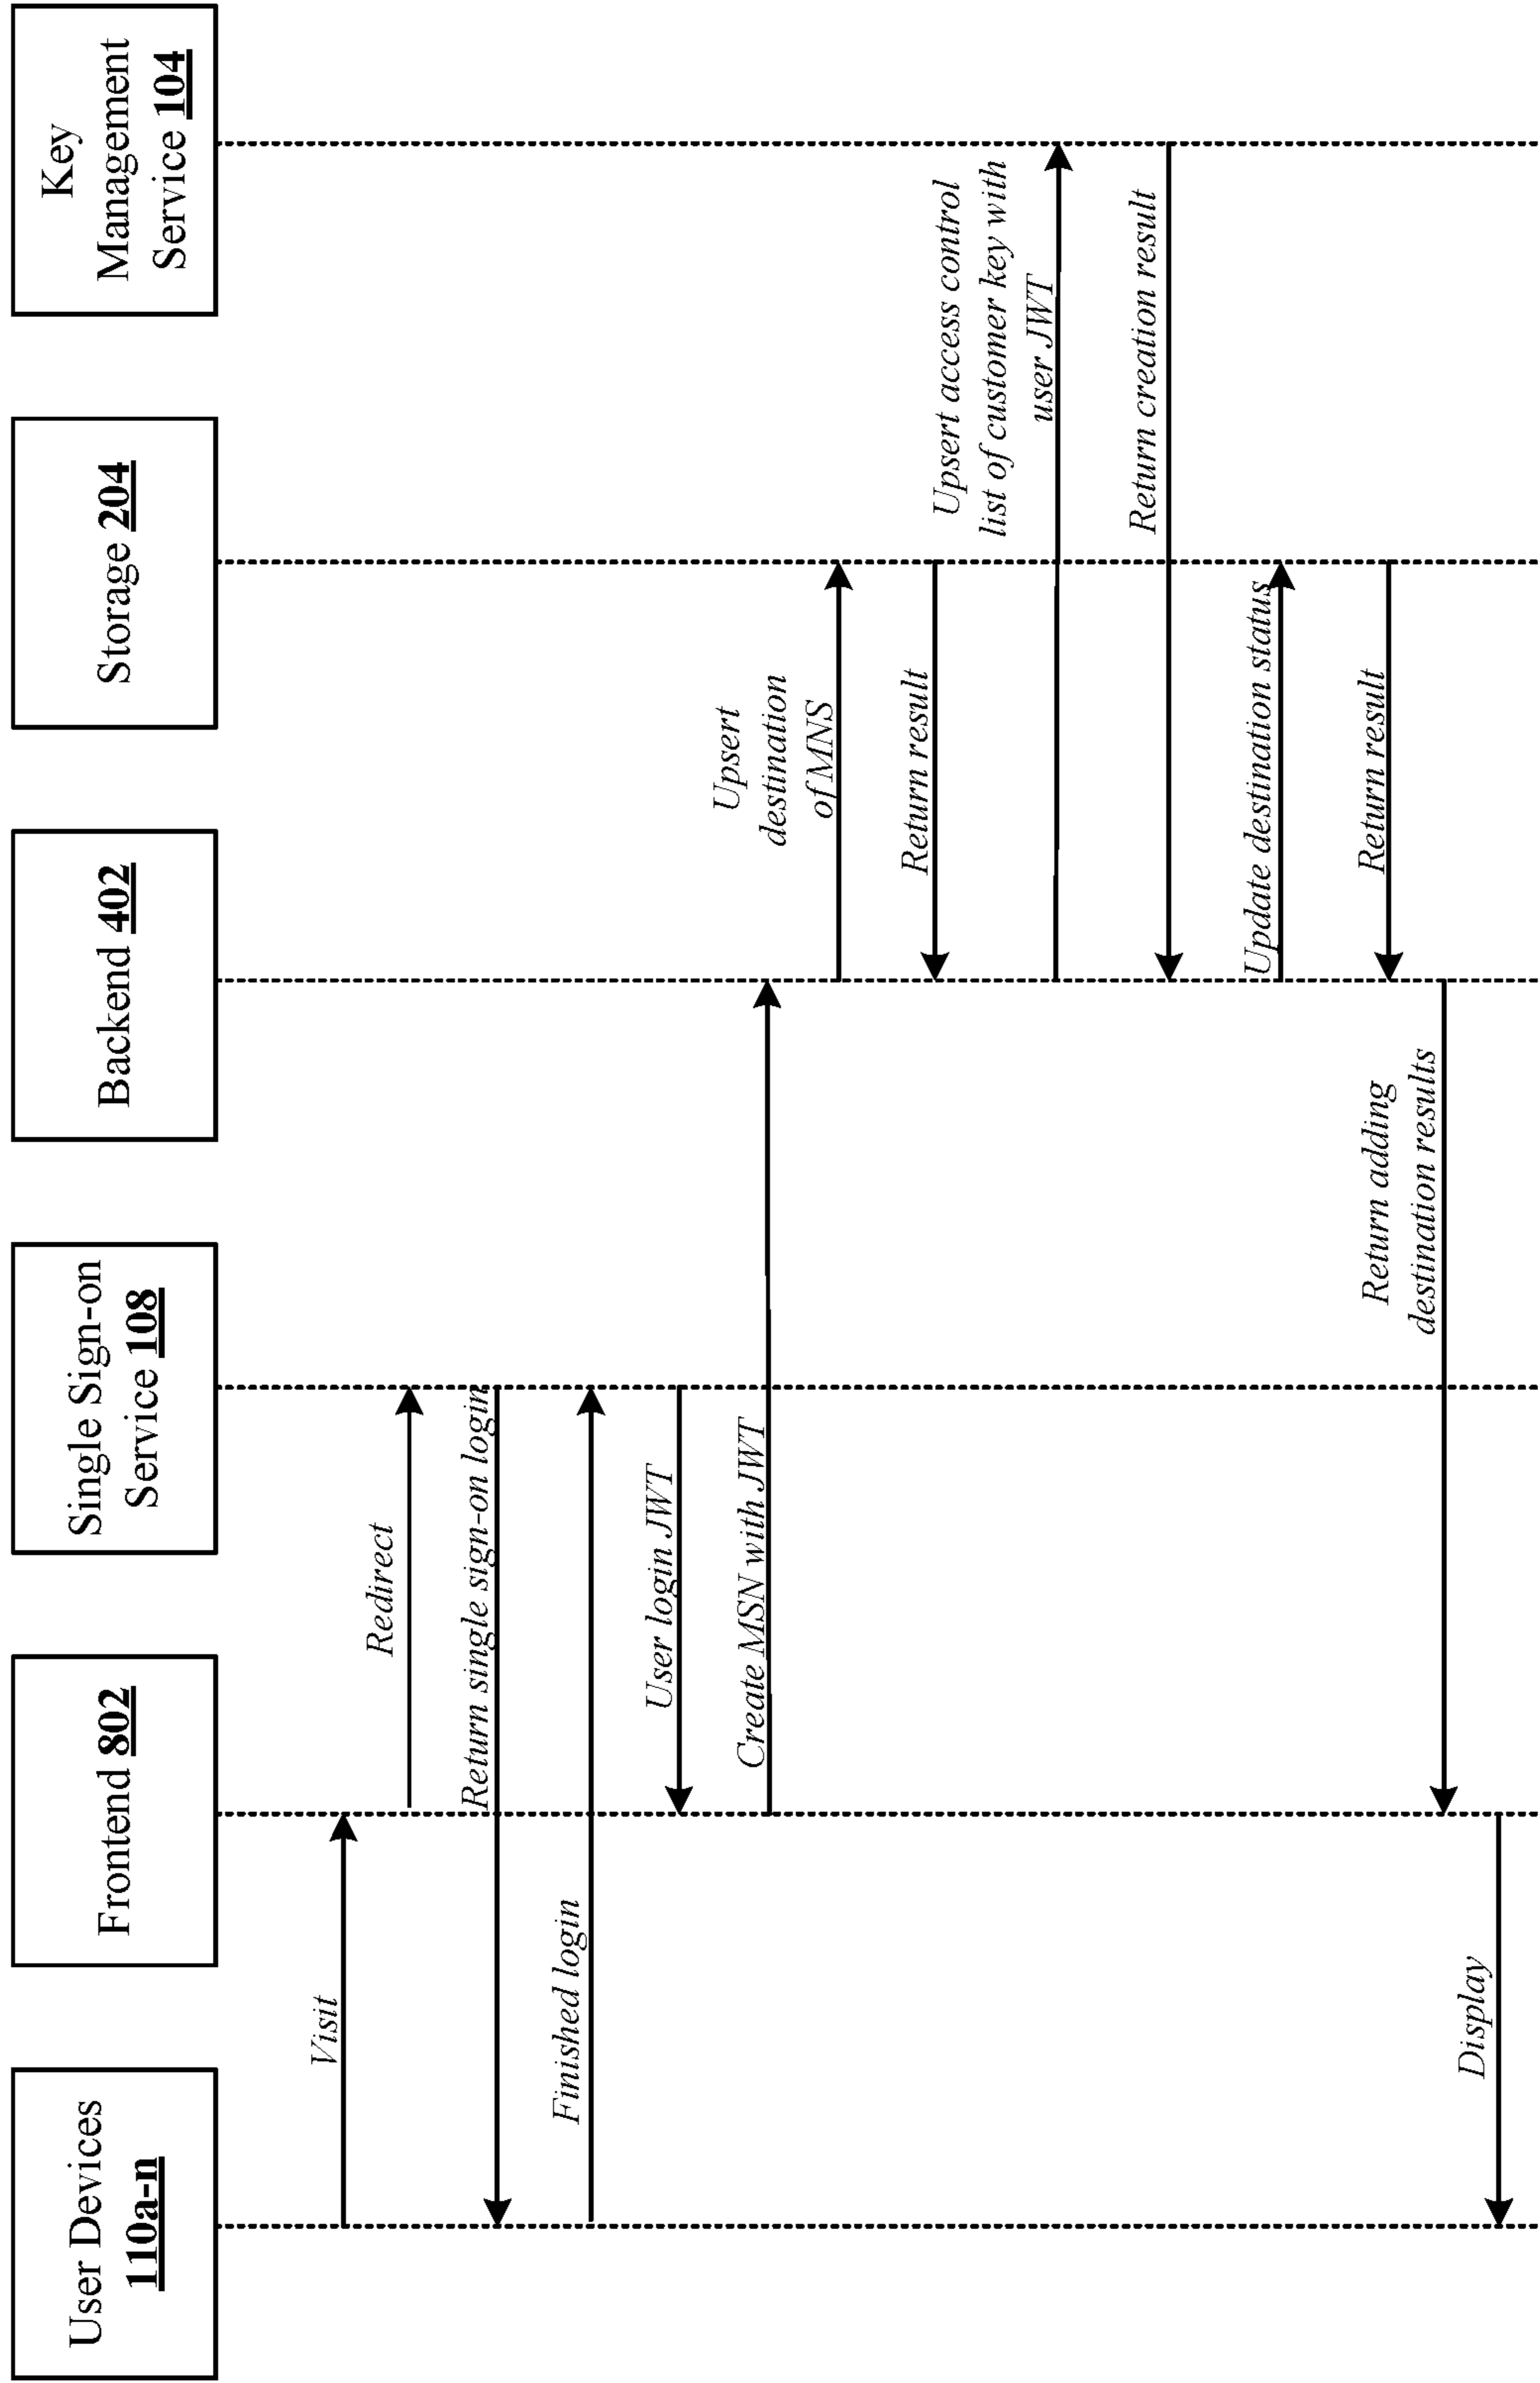 User Devices
110a-n
Frontend 802
Single Sign-on
Service 108
Backend 402
Storage 204
Key
Management
Service 104
Visit
Redirect
Return single sign-on login
Finished login
User login JWT
Create MSN with JWT
Upsert
destination
of MNS
Return result
Upsert access control
list of customer key with
user JWT
Return creation result
Update destination status
Return result
Return adding
destination results
Display